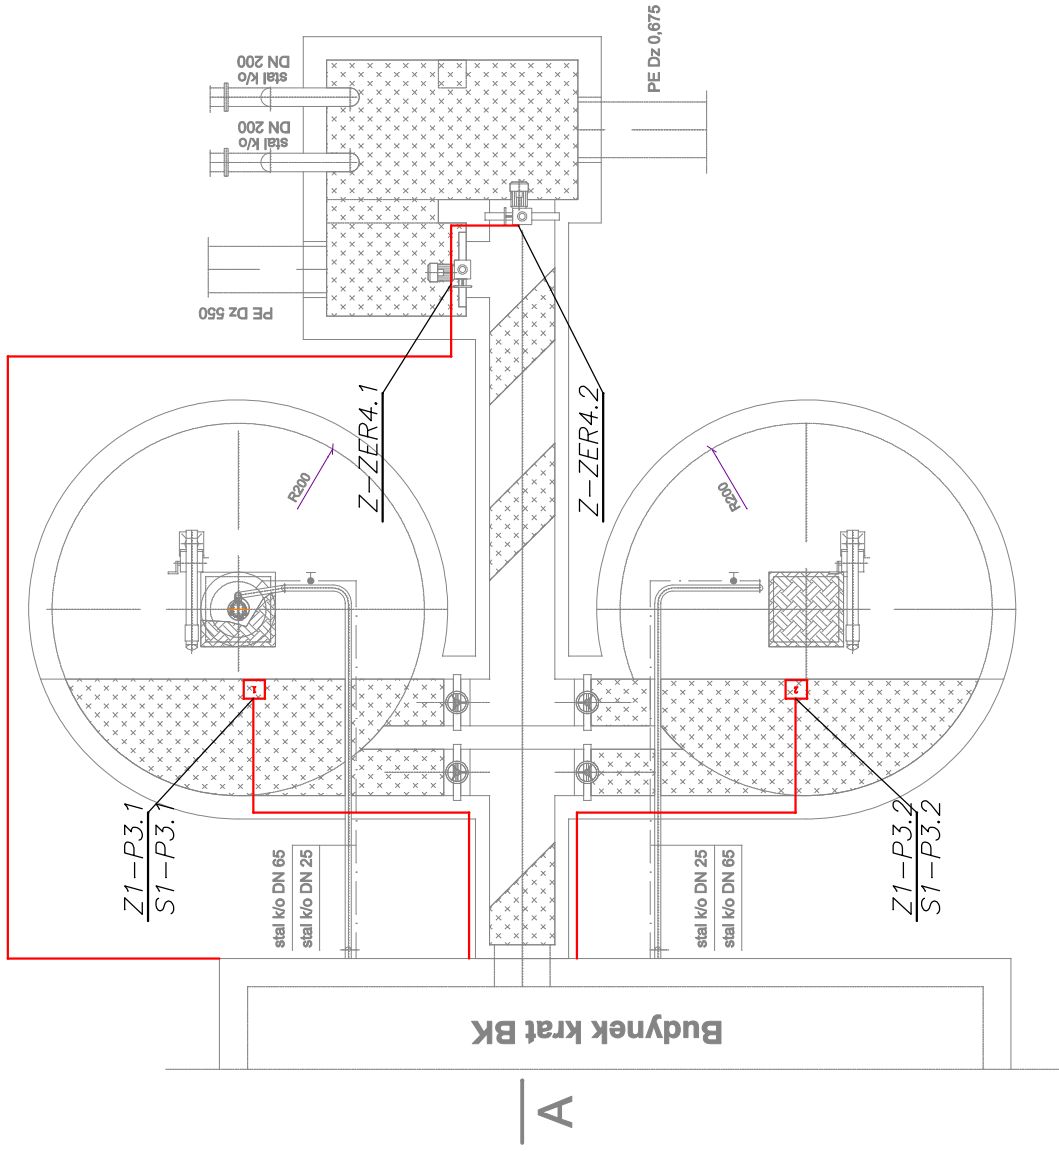 DN 200
stal k/o
DN 200
stal k/o
PE Dz 0,675
PE Dz 550
Z-ZER4.1
Z-ZER4.2
R200
R200
Z1-P3.1
S1-P3.1
Z1-P3.2
S1-P3.2
stal k/o DN 65
stal k/o DN 25
stal k/o DN 25
stal k/o DN 65
Budynek krat BK
A